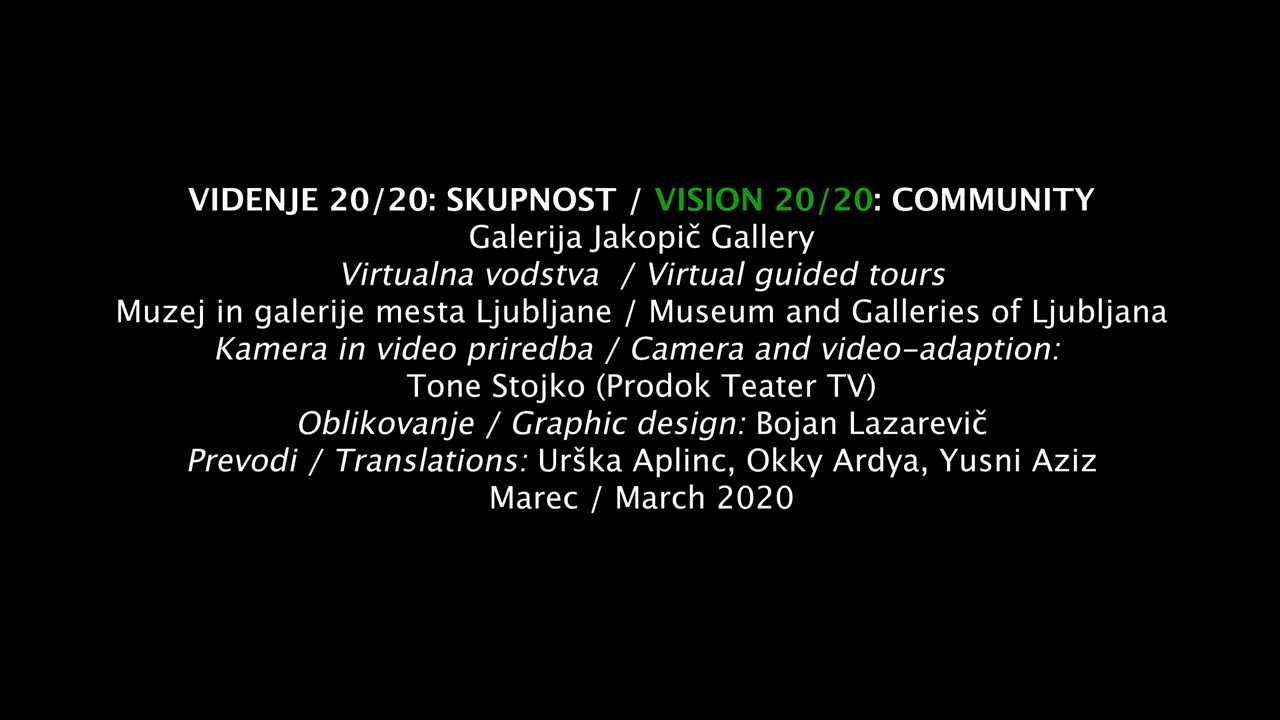 VIDENJE 20/20: SKUPNOST / VISION 20/20: COMMUNITY
Galerija Jakopič Gallery
Virtualna vodstva / Virtual guided tours
Muzej in galerije mesta Ljubljane / Museum and Galleries of Ljubljana
Kamera in video priredba / Camera and video-adaption:
Tone Stojko (Prodok Teater TV)
Oblikovanje / Graphic design: Bojan Lazarevič
Prevodi / Translations: Urška Aplinc, Okky Ardya, Yusni Aziz
Marec / March 2020